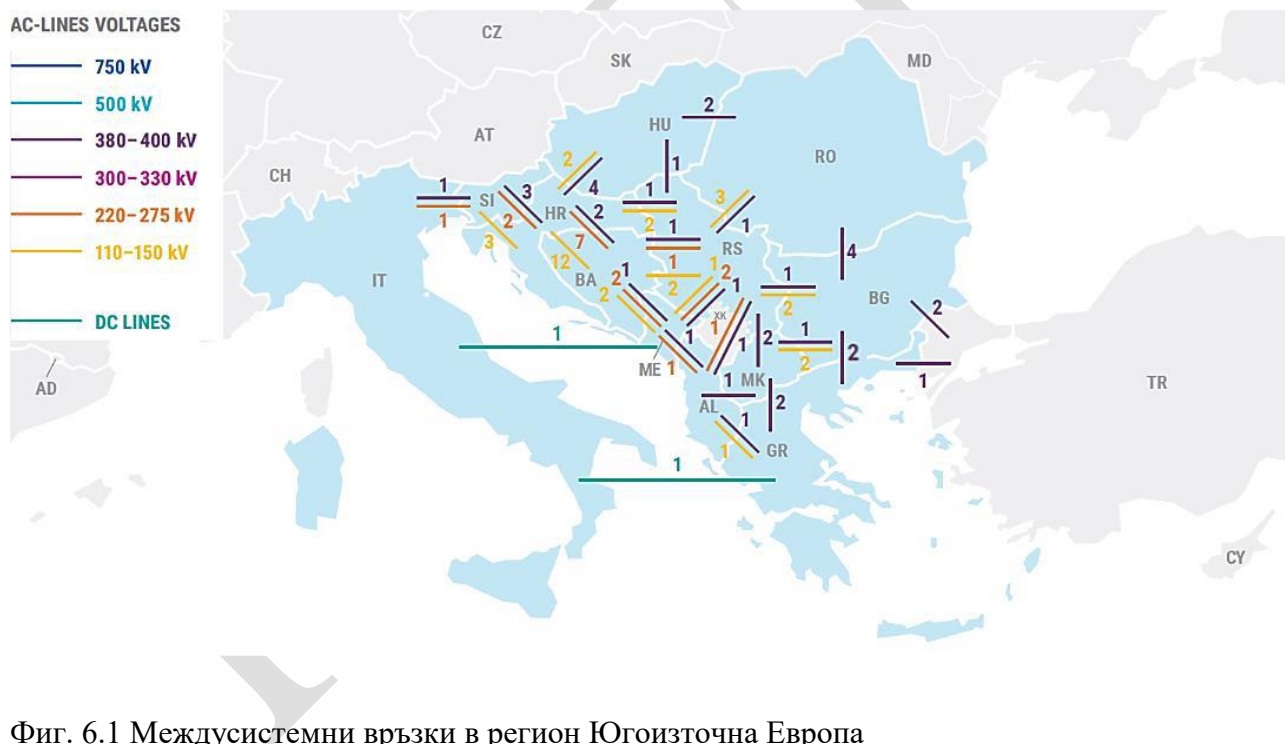 AC-LINES VOLTAGES
750 kV
500 kV
380–400 kV
300–330 kV
220–275 kV
110–150 kV
DC LINES
CZ
SK
MD
AT
HU
2
RO
CH
2
4
1
1
1
SI
3
HR
2
1
2
3
1
2
3
7
12
1
RS
1
2
4
IT
BA
1
2
2
1
2
1
1
2
BG
2
XK
1
1
1
2
1
2
2
1
1
ME
1
1
MK
AL
2
1
1
GR
1
AD
TR
CY
Фиг. 6.1 Междусистемни връзки в регион Югоизточна Европа